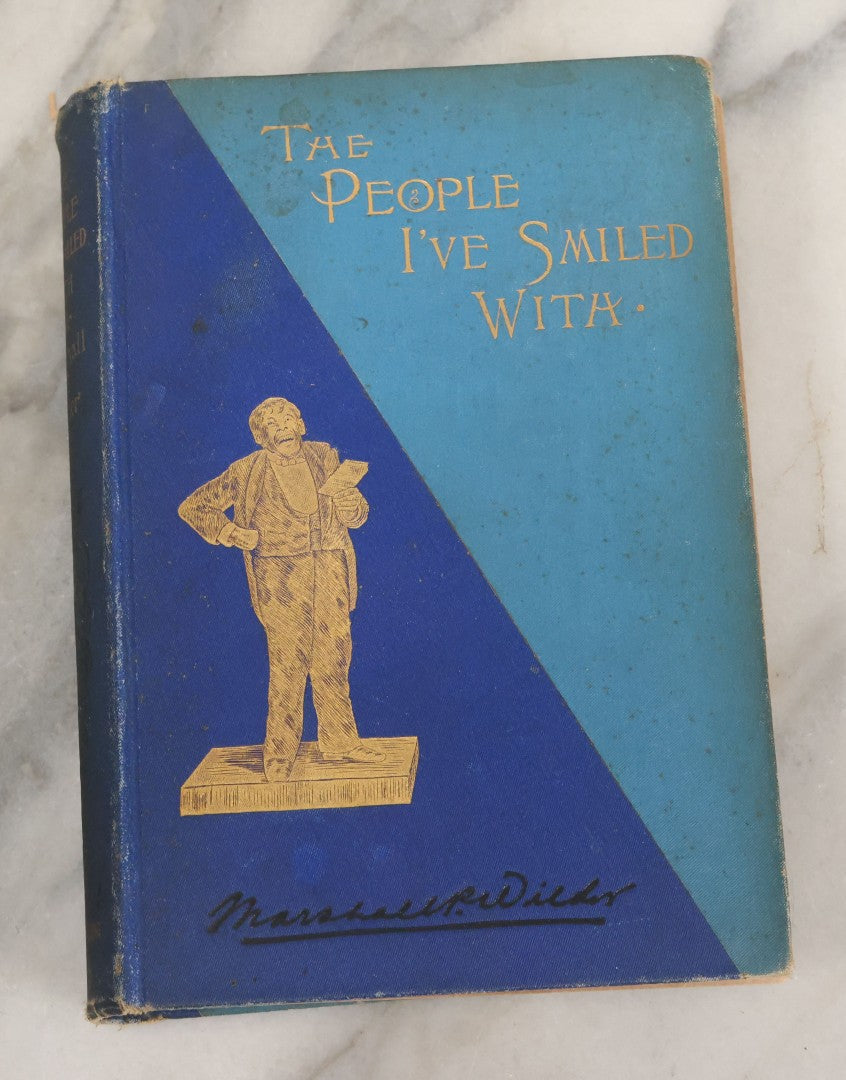 THE
PEOPLE
I'VE SMILED
WITH.
Marshall P. Wilder